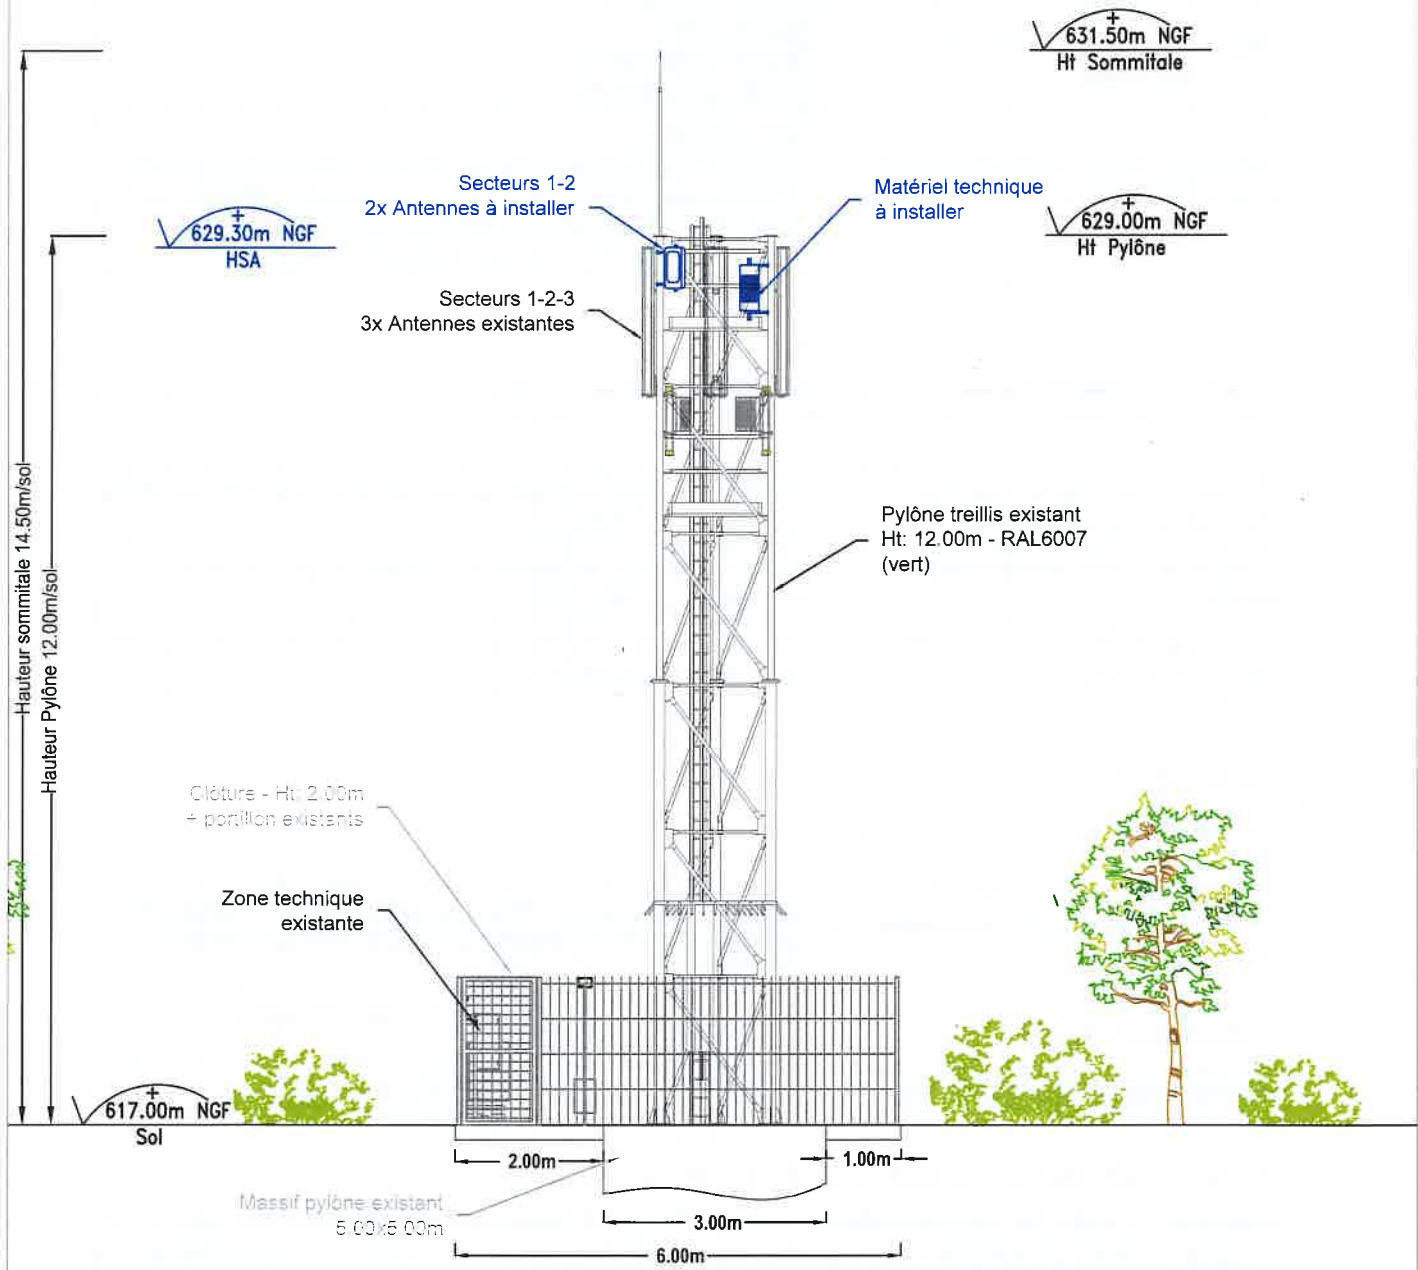 631.50m NGF
Ht Sommitale
Secteurs 1-2
2x Antennes à installer
Matériel technique
à installer
629.30m NGF
HSA
629.00m NGF
Ht Pylône
Secteurs 1-2-3
3x Antennes existantes
Hauteur sommitale 14.50m/sol
Hauteur Pylône 12.00m/sol
Pylône treillis existant
Ht: 12.00m - RAL6007
(vert)
Clôture - Ht: 2.00m
+ portillon existants
Zone technique
existante
617.00m NGF
Sol
2.00m
1.00m
Massif pylône existant
5.00x5.00m
3.00m
6.00m